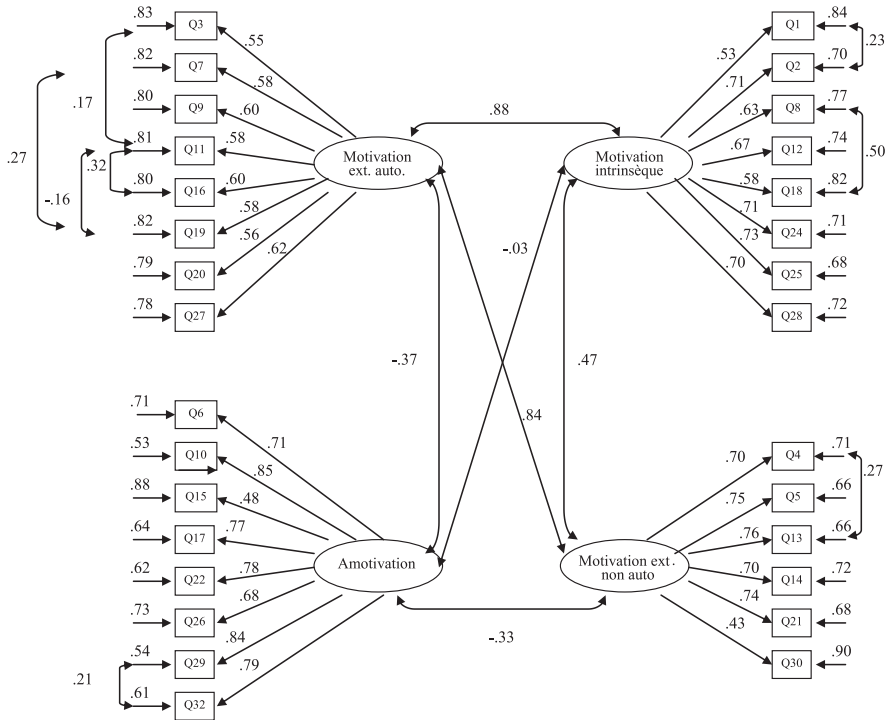 .83 Q3 .55
.82 Q7 .58
.80 Q9 .60
.81 Q11 .58
.80 Q16 .60
.82 Q19 .58
.79 Q20 .56
.78 Q27 .62
.17
.27
.32
-.16
Motivation
ext. auto.
.88
.53 Q1 .84
.71 Q2 .70
.63 Q8 .77
.67 Q12 .74
.58 Q18 .82
.71 Q24 .71
.73 Q25 .68
.70 Q28 .72
.23
.50
Motivation
intrinsèque
-.03
-.37
.47
.84
.71 Q6 .71
.53 Q10 .85
.88 Q15 .48
.64 Q17 .77
.62 Q22 .78
.73 Q26 .68
.54 Q29 .84
.61 Q32 .79
.21
Amotivation
-.33
.70 Q4 .71
.75 Q5 .66
.76 Q13 .66
.70 Q14 .72
.74 Q21 .68
.43 Q30 .90
.27
Motivation ext.
non auto